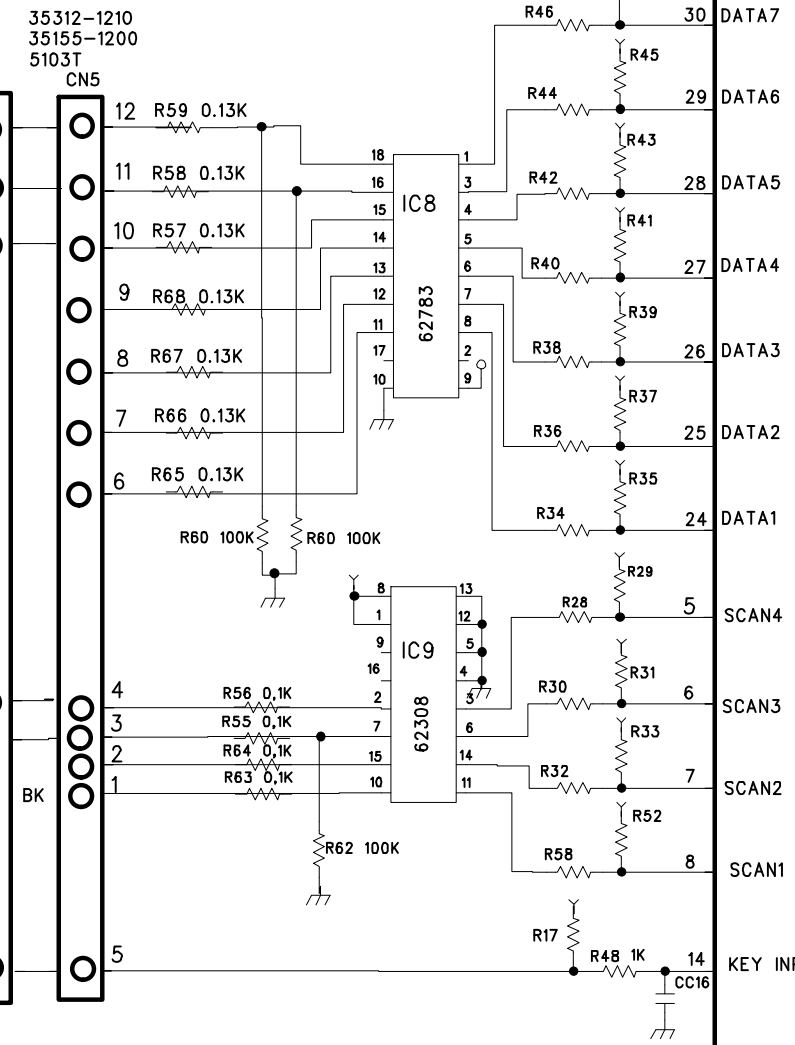 35312-1210
35155-1200
5103T
CN5
R46
30 DATA7
R45
12 R59 0.13K
R44
29 DATA6
R43
18
1
11 R58 0.13K
16
3
R42
28 DATA5
IC8
15
4
10 R57 0.13K
R41
14
5
R40
27 DATA4
13
6
9 R68 0.13K
12
7
R39
62783
11
8
R38
26 DATA3
8 R67 0.13K
17
2
10
9
R37
7 R66 0.13K
R36
25 DATA2
6 R65 0.13K
R35
R34
24 DATA1
R60 100K
R60 100K
R29
8
13
R28
5 SCAN4
1
12
9
IC9
5
16
4
R31
4 R56 0,1K
2
3
R30
6 SCAN3
62308
3 R55 0,1K
7
6
R33
2 R64 0,1K
15
14
R32
7 SCAN2
1 R63 0,1K
10
11
BK
R52
R62 100K
R58
8 SCAN1
5
R17
R48 1K
14 KEY INP
CC16